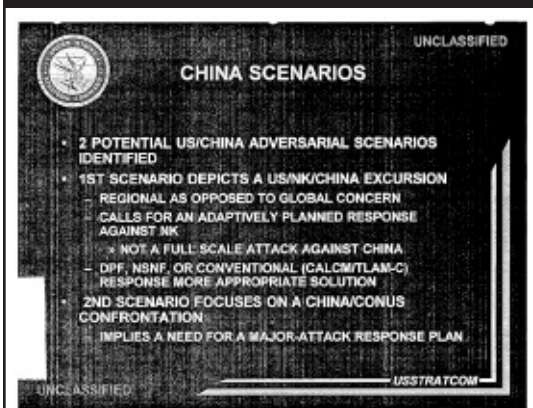 UNCLASSIFIED
CHINA SCENARIOS
• 2 POTENTIAL US/CHINA ADVERSARIAL SCENARIOS
IDENTIFIED
• 1ST SCENARIO DEPICTS A US/NK/CHINA EXCURSION
– REGIONAL AS OPPOSED TO GLOBAL CONCERN
– CALLS FOR AN ADAPTIVELY PLANNED RESPONSE
AGAINST NK
» NOT A FULL SCALE ATTACK AGAINST CHINA
– DPF, NSNF, OR CONVENTIONAL (CALCM/TLAM-C)
RESPONSE MORE APPROPRIATE SOLUTION
• 2ND SCENARIO FOCUSES ON A CHINA/CONUS
CONFRONTATION
– IMPLIES A NEED FOR A MAJOR-ATTACK RESPONSE PLAN
USSTRATCOM
UNCLASSIFIED